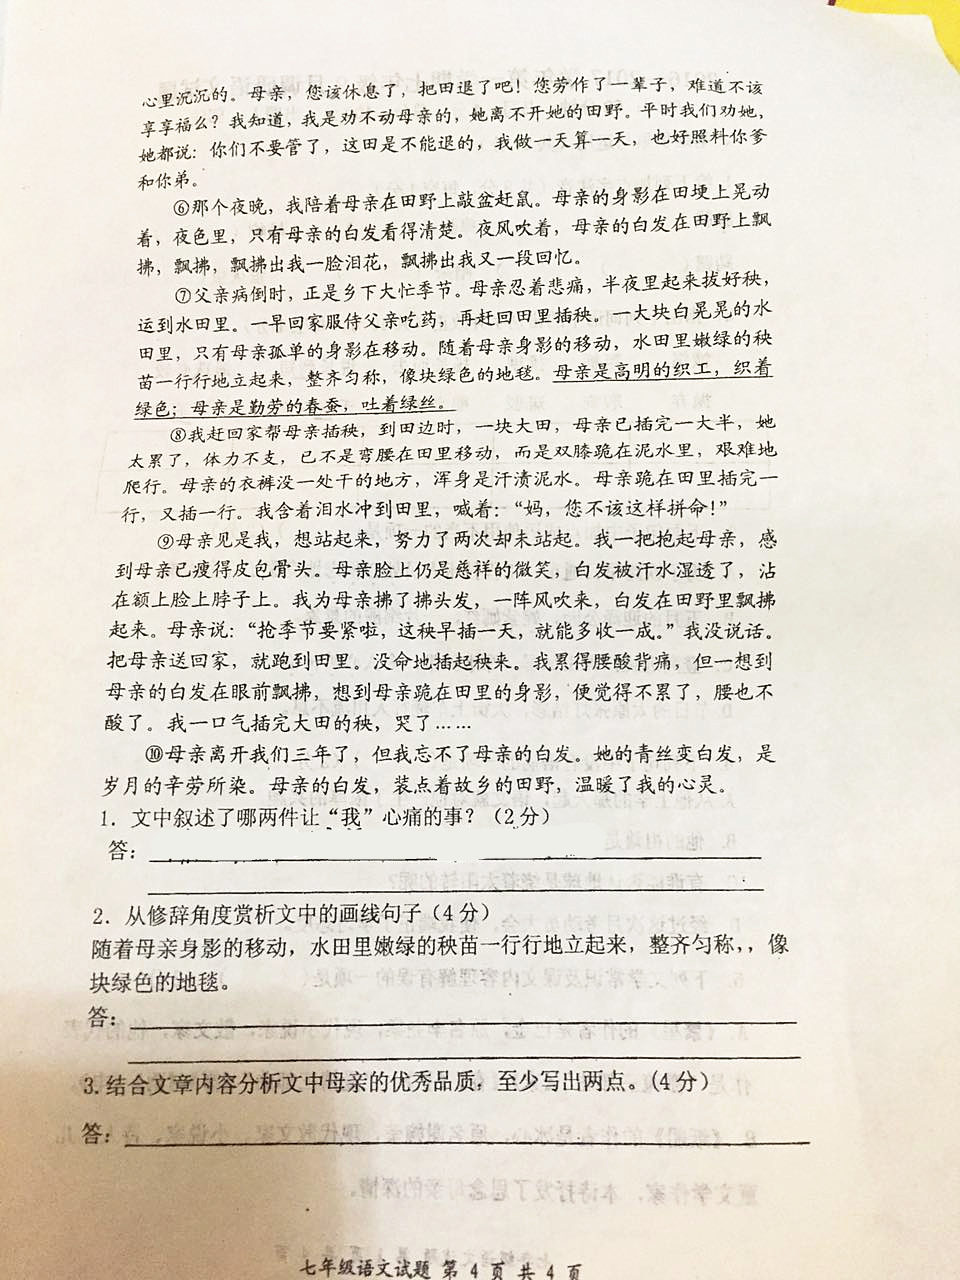 心里沉沉的。母亲，您该休息了，把田退了吧！您劳作了一辈子，难道不该
享享福么？我知道，我是劝不动母亲的，她离不开她的田野。平时我们劝她，
她都说：你们不要管了，这田是不能退的，我做一天算一天，也好照料你爹
和你弟。
⑥那个夜晚，我陪着母亲在田野上敲盆赶鼠。母亲的身影在田埂上晃动
着，夜色里，只有母亲的白发看得清楚。夜风吹着，母亲的白发在田野上飘
拂，飘拂，飘拂出我一脸泪花，飘拂出我又一段回忆。
⑦父亲病倒时，正是乡下大忙季节。母亲忍着悲痛，半夜里起来拔好秧，
运到水田里。一早回家服侍父亲吃药，再赶回田里插秧。一大块白晃晃的水
田里，只有母亲孤单的身影在移动。随着母亲身影的移动，水田里嫩绿的秧
苗一行行地立起来，整齐匀称，像块绿色的地毯。母亲是高明的织工，织着
绿色；母亲是勤劳的春蚕，吐着绿丝。
⑧我赶回家帮母亲插秧，到田边时，一块大田，母亲已插完一大半，她
太累了，体力不支，已不是弯腰在田里移动，而是双膝跪在泥水里，艰难地
爬行。母亲的衣裤没一处干的地方，浑身是汗渍泥水。母亲跪在田里插完一
行，又插一行。我含着泪水冲到田里，喊着：“妈，您不该这样拼命！”
⑨母亲见是我，想站起来，努力了两次却未站起。我一把抱起母亲，感
到母亲已瘦得皮包骨头。母亲脸上仍是慈祥的微笑，白发被汗水湿透了，沾
在额上脸上脖子上。我为母亲拂了拂头发，一阵风吹来，白发在田野里飘拂
起来。母亲说：“抢季节要紧啦，这秧早插一天，就能多收一成。”我没说话。
把母亲送回家，就跑到田里。没命地插起秧来。我累得腰酸背痛，但一想到
母亲的白发在眼前飘拂，想到母亲跪在田里的身影，便觉得不累了，腰也不
酸了。我一口气插完大田的秧，哭了……
⑩母亲离开我们三年了，但我忘不了母亲的白发。她的青丝变白发，是
岁月的辛劳所染。母亲的白发，装点着故乡的田野，温暖了我的心灵。
1．文中叙述了哪两件让“我”心痛的事？（2分）
答：
2．从修辞角度赏析文中的画线句子（4分）
随着母亲身影的移动，水田里嫩绿的秧苗一行行地立起来，整齐匀称，，像
块绿色的地毯。
答：
3.结合文章内容分析文中母亲的优秀品质，至少写出两点。（4分）
答：
七年级语文试题 第 4 页 共 4 页